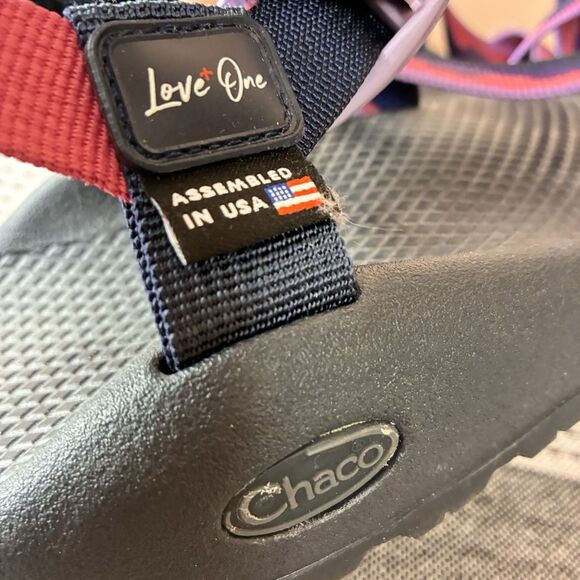 Love+ One
ASSEMBLED
IN USA
Chaco